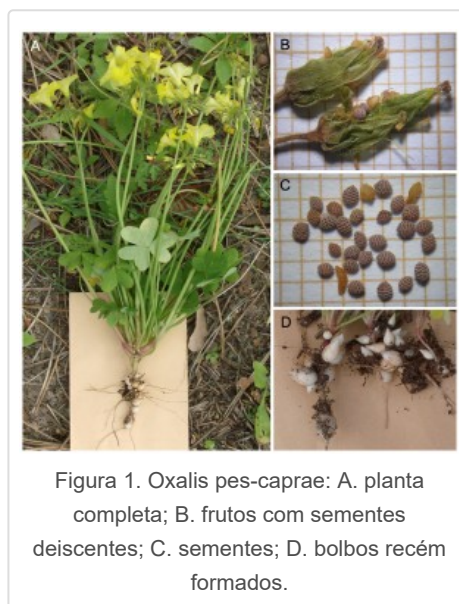 A
B
C
D
Figura 1. Oxalis pes-caprae: A. planta
completa; B. frutos com sementes
deiscentes; C. sementes; D. bolbos recém
formados.